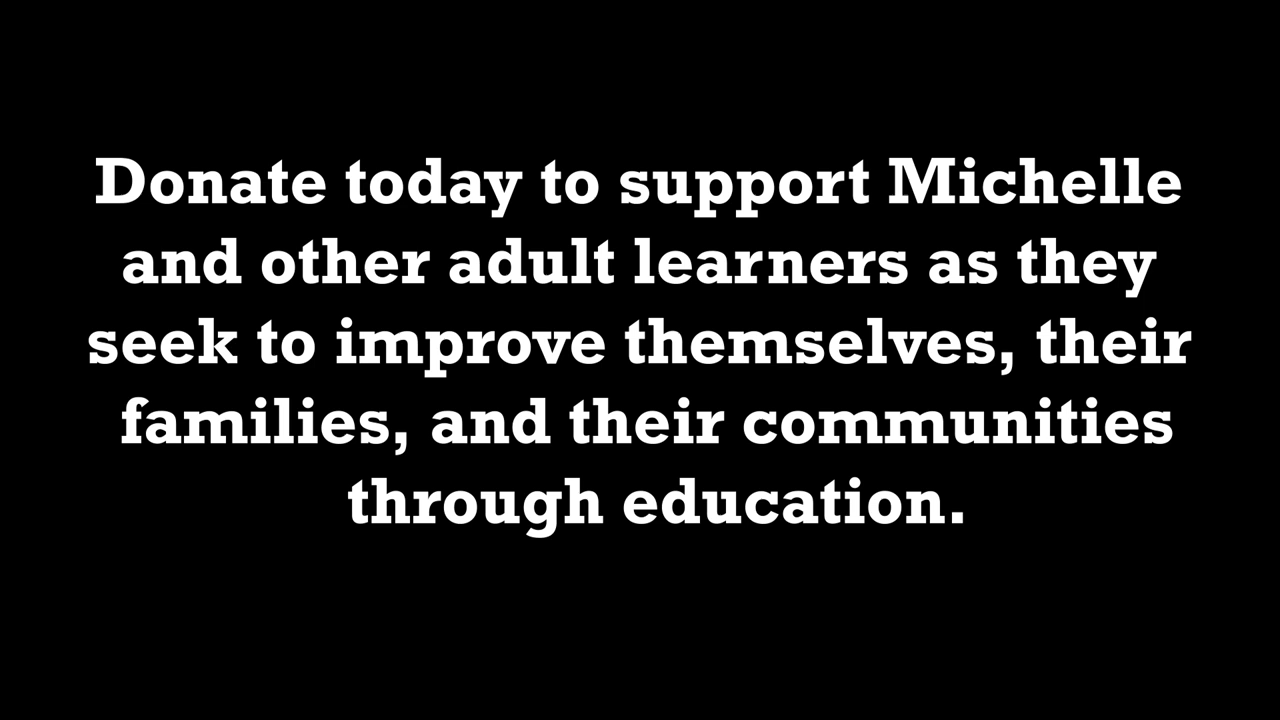 Donate today to support Michelle
and other adult learners as they
seek to improve themselves, their
families, and their communities
through education.